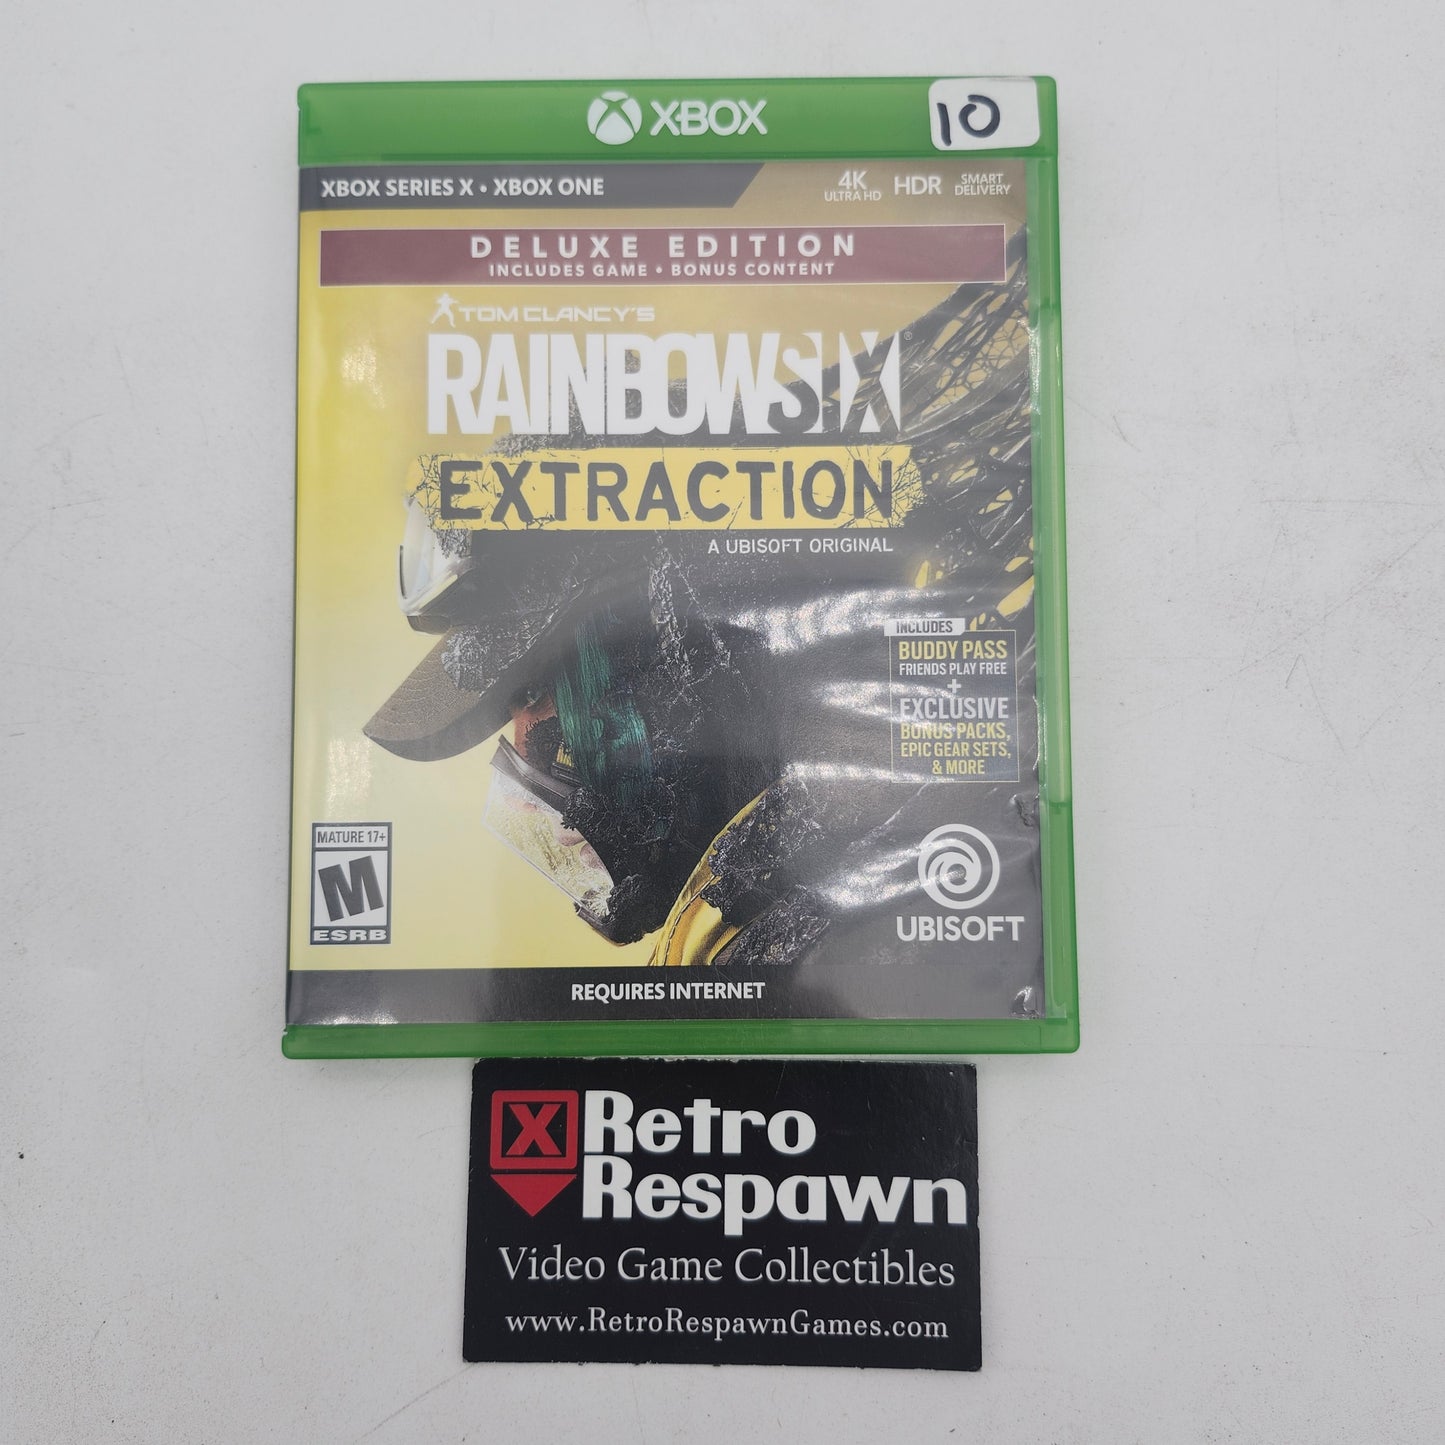 XBOX
10
XBOX SERIES X • XBOX ONE
4K
ULTRA HD
HDR
SMART
DELIVERY
DELUXE EDITION
INCLUDES GAME • BONUS CONTENT
TOM CLANCY'S
RAINBOWSIX®
EXTRACTION
A UBISOFT ORIGINAL
INCLUDES
BUDDY PASS
FRIENDS PLAY FREE
+
EXCLUSIVE
BONUS PACKS,
EPIC GEAR SETS,
& MORE
MATURE 17+
M
ESRB
UBISOFT
REQUIRES INTERNET
X Retro
Respawn
Video Game Collectibles
www.RetroRespawnGames.com